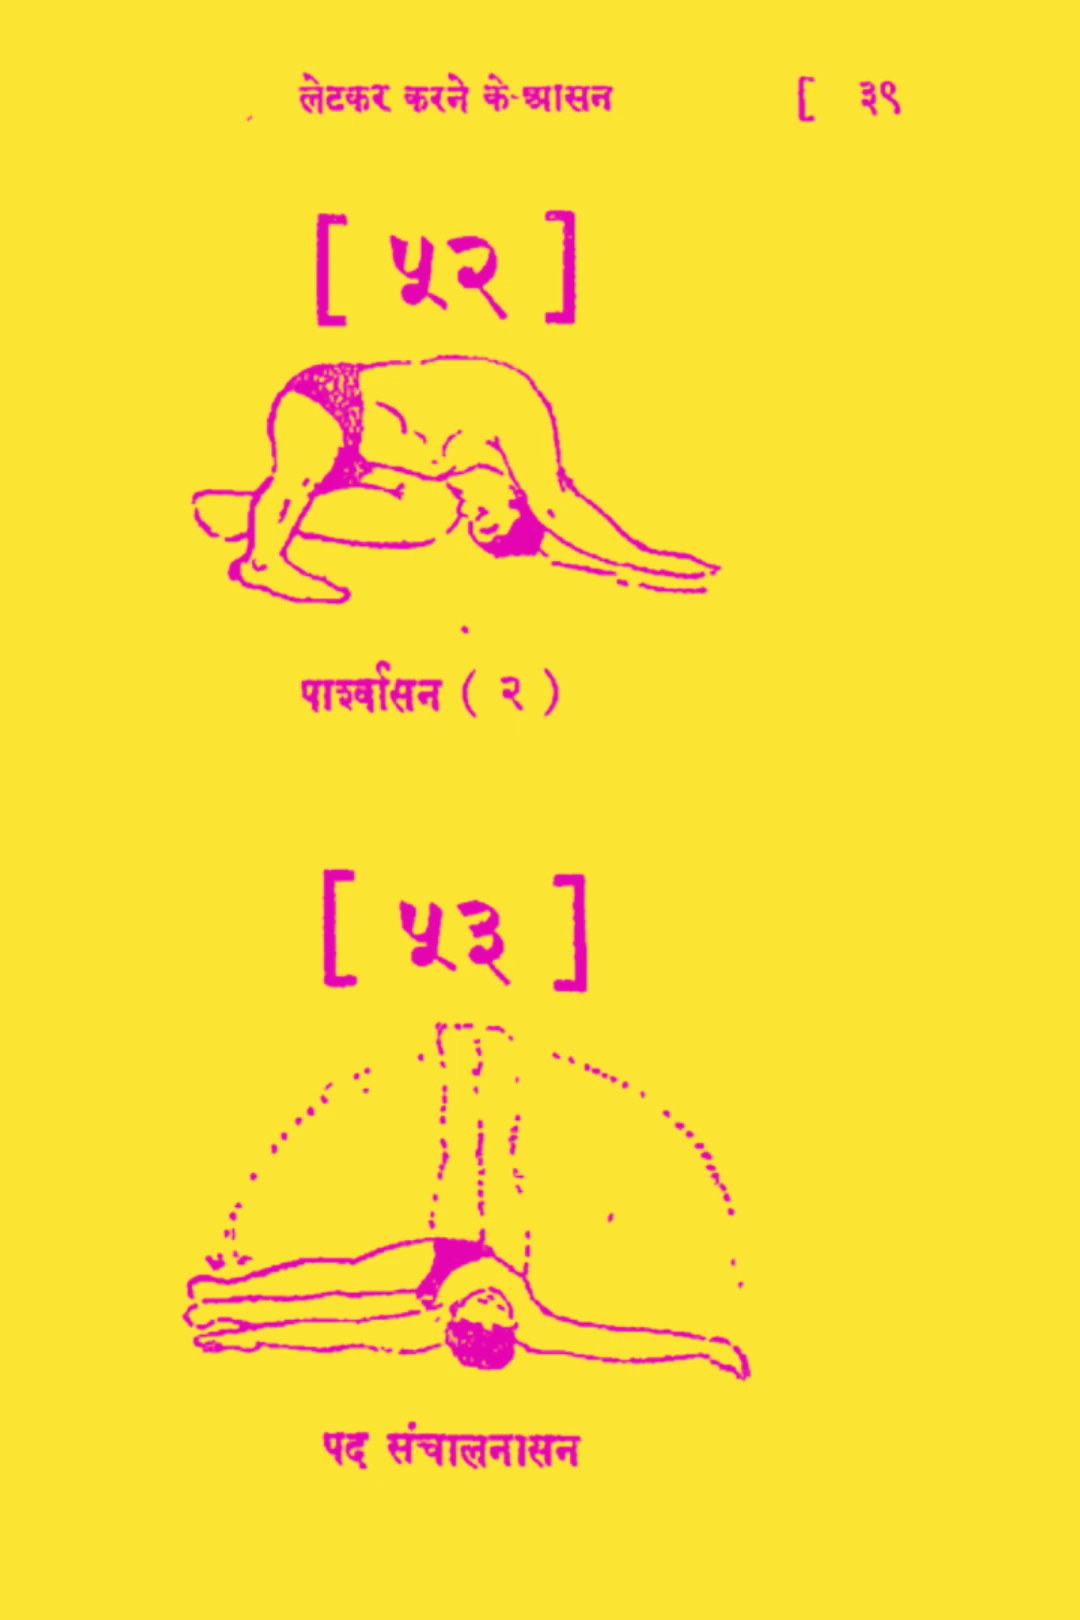 लेटकर करने के-आसन [ ३९
[ ५२ ]
पार्श्वासन ( २ )
[ ५३ ]
पद संचालनासन